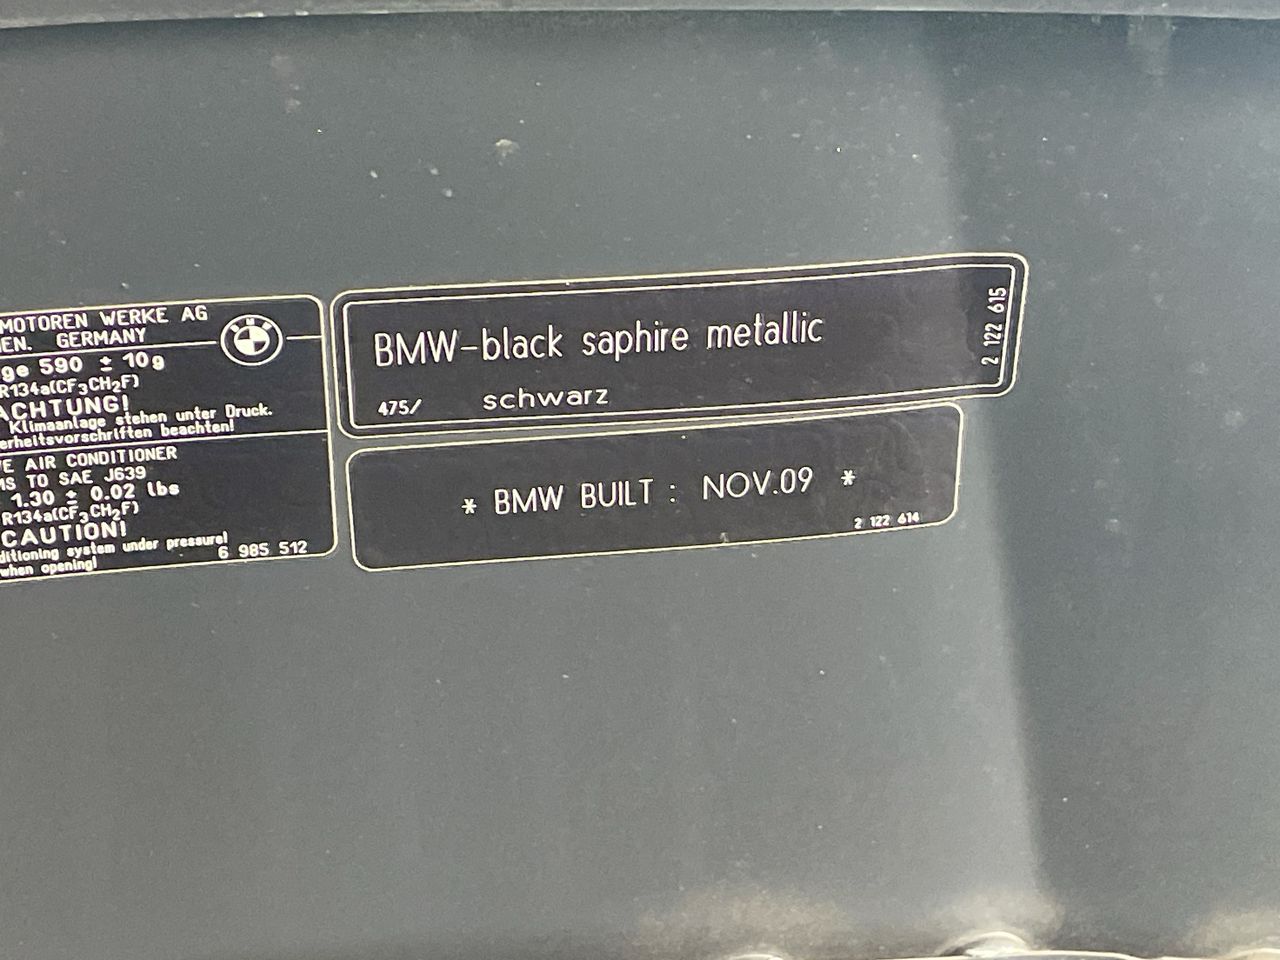 MOTOREN WERKE AG
EN. GERMANY
ge 590 ± 10g
R134a(CF3CH2F)
ACHTUNG!
Klimaanlage stehen unter Druck.
erheitsvorschriften beachten!
E AIR CONDITIONER
MS TO SAE J639
1.30 ± 0.02 lbs
R134a(CF3CH2F)
CAUTION!
ditioning system under pressure!
when opening!
6 985 512
BMW
BMW-black saphire metallic
475/ schwarz
2 122 615
* BMW BUILT : NOV.09 *
2 122 614